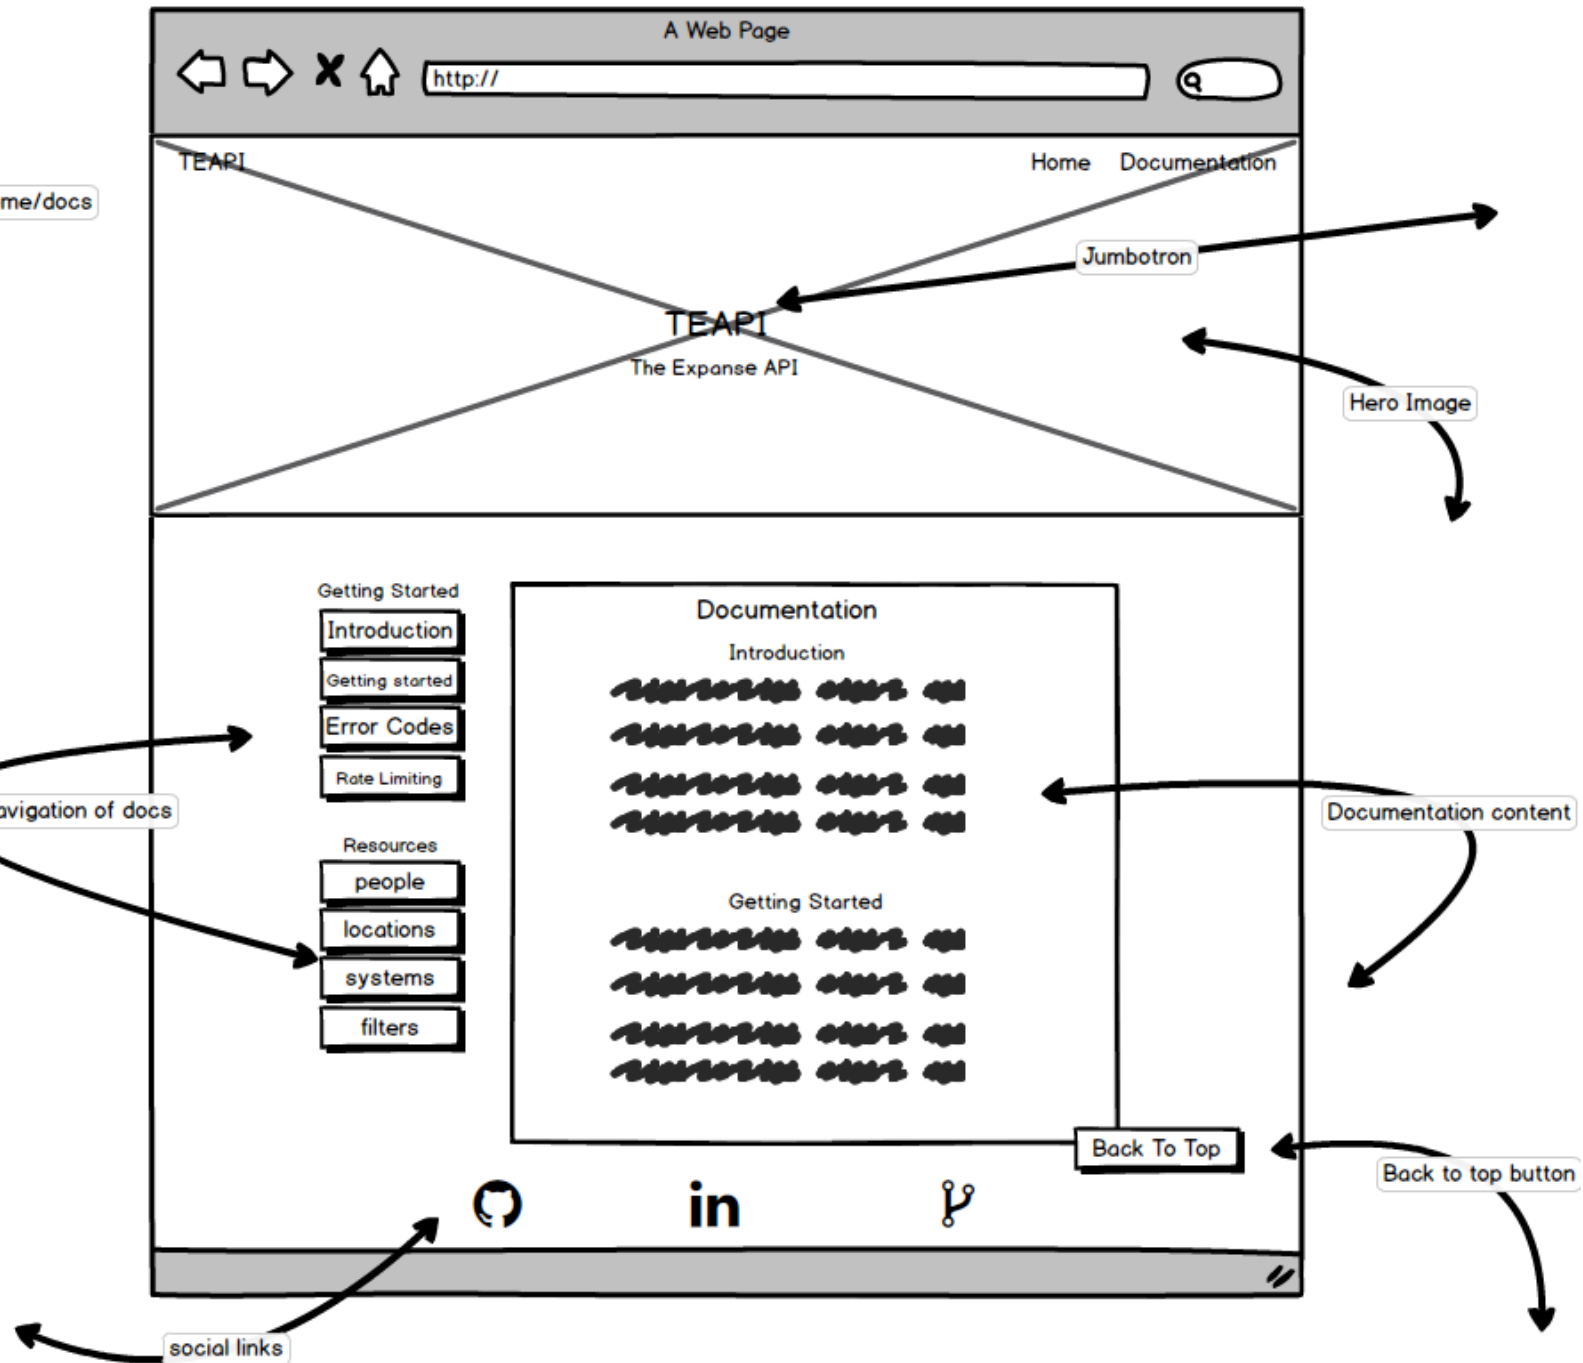 A Web Page
http://
TEAPI
Home Documentation
me/docs
Jumbotron
TEAPI
The Expanse API
Hero Image
Getting Started
Introduction
Getting started
Error Codes
Rate Limiting
avigation of docs
Resources
people
locations
systems
filters
Documentation
Introduction
Getting Started
Documentation content
Back To Top
Back to top button
in
social links